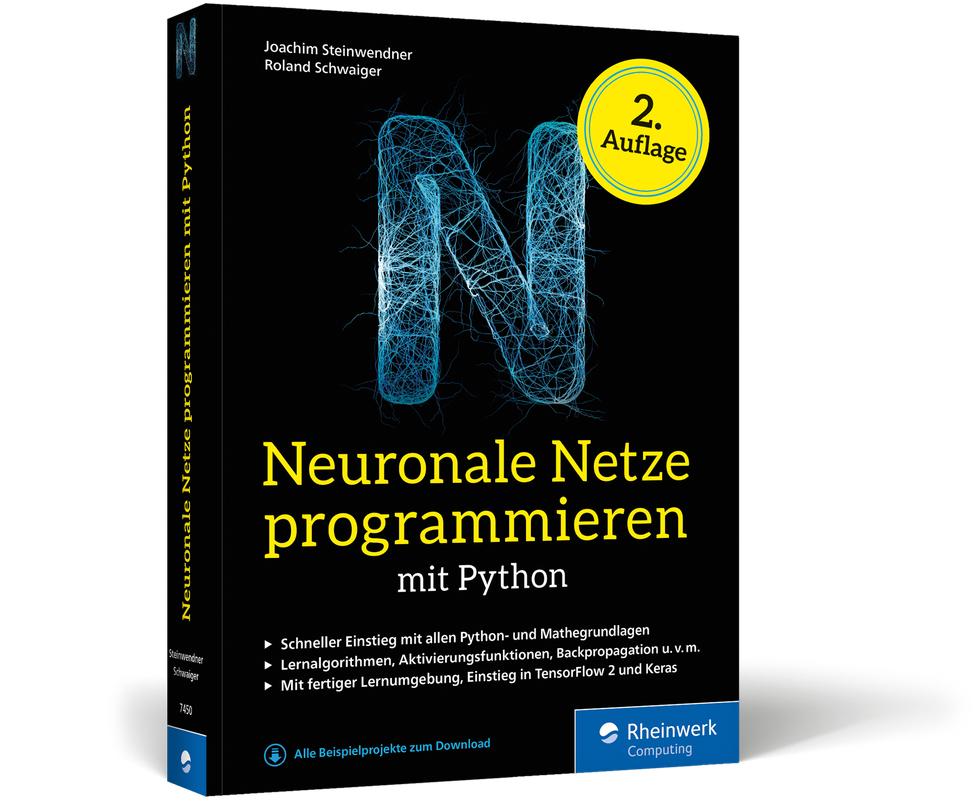 Joachim Steinwendner
Roland Schwaiger
2.
Auflage
Neuronale Netze
programmieren
mit Python
► Schneller Einstieg mit allen Python- und Mathegrundlagen
► Lernalgorithmen, Aktivierungsfunktionen, Backpropagation u. v. m.
► Mit fertiger Lernumgebung, Einstieg in TensorFlow 2 und Keras
Alle Beispielprojekte zum Download
Rheinwerk
Computing
N
Neuronale Netze programmieren mit Python
Steinwendner
Schwaiger
7450